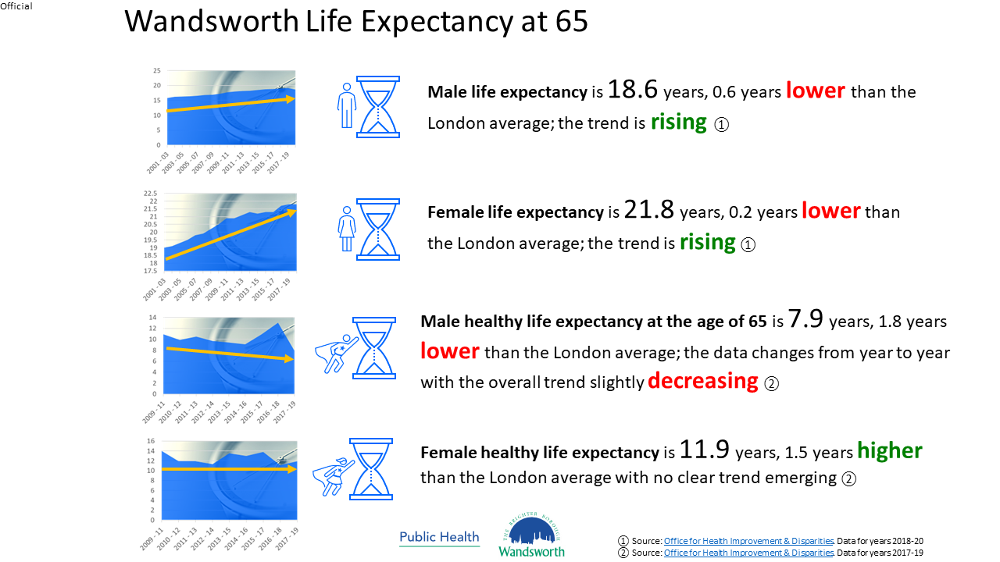 Official
Wandsworth Life Expectancy at 65
25
20
15
10
5
0
2001 - 03
2003 - 05
2005 - 07
2007 - 09
2009 - 11
2011 - 13
2013 - 15
2015 - 17
2017 - 19
Male life expectancy is 18.6 years, 0.6 years lower than the
London average; the trend is rising ①
22.5
22
21.5
21
20.5
20
19.5
19
18.5
18
17.5
2001 - 03
2003 - 05
2005 - 07
2007 - 09
2009 - 11
2011 - 13
2013 - 15
2015 - 17
2017 - 19
Female life expectancy is 21.8 years, 0.2 years lower than
the London average; the trend is rising ①
14
12
10
8
6
4
2
0
2009 - 11
2010 - 12
2011 - 13
2012 - 14
2013 - 15
2014 - 16
2015 - 17
2016 - 18
2017 - 19
Male healthy life expectancy at the age of 65 is 7.9 years, 1.8 years
lower than the London average; the data changes from year to year
with the overall trend slightly decreasing ②
16
14
12
10
8
6
4
2
0
2009 - 11
2010 - 12
2011 - 13
2012 - 14
2013 - 15
2014 - 16
2015 - 17
2016 - 18
2017 - 19
Female healthy life expectancy is 11.9 years, 1.5 years higher
than the London average with no clear trend emerging ②
Public Health
THE BRIGHTER BOROUGH
Wandsworth
① Source: Office for Health Improvement & Disparities. Data for years 2018-20
② Source: Office for Health Improvement & Disparities. Data for years 2017-19